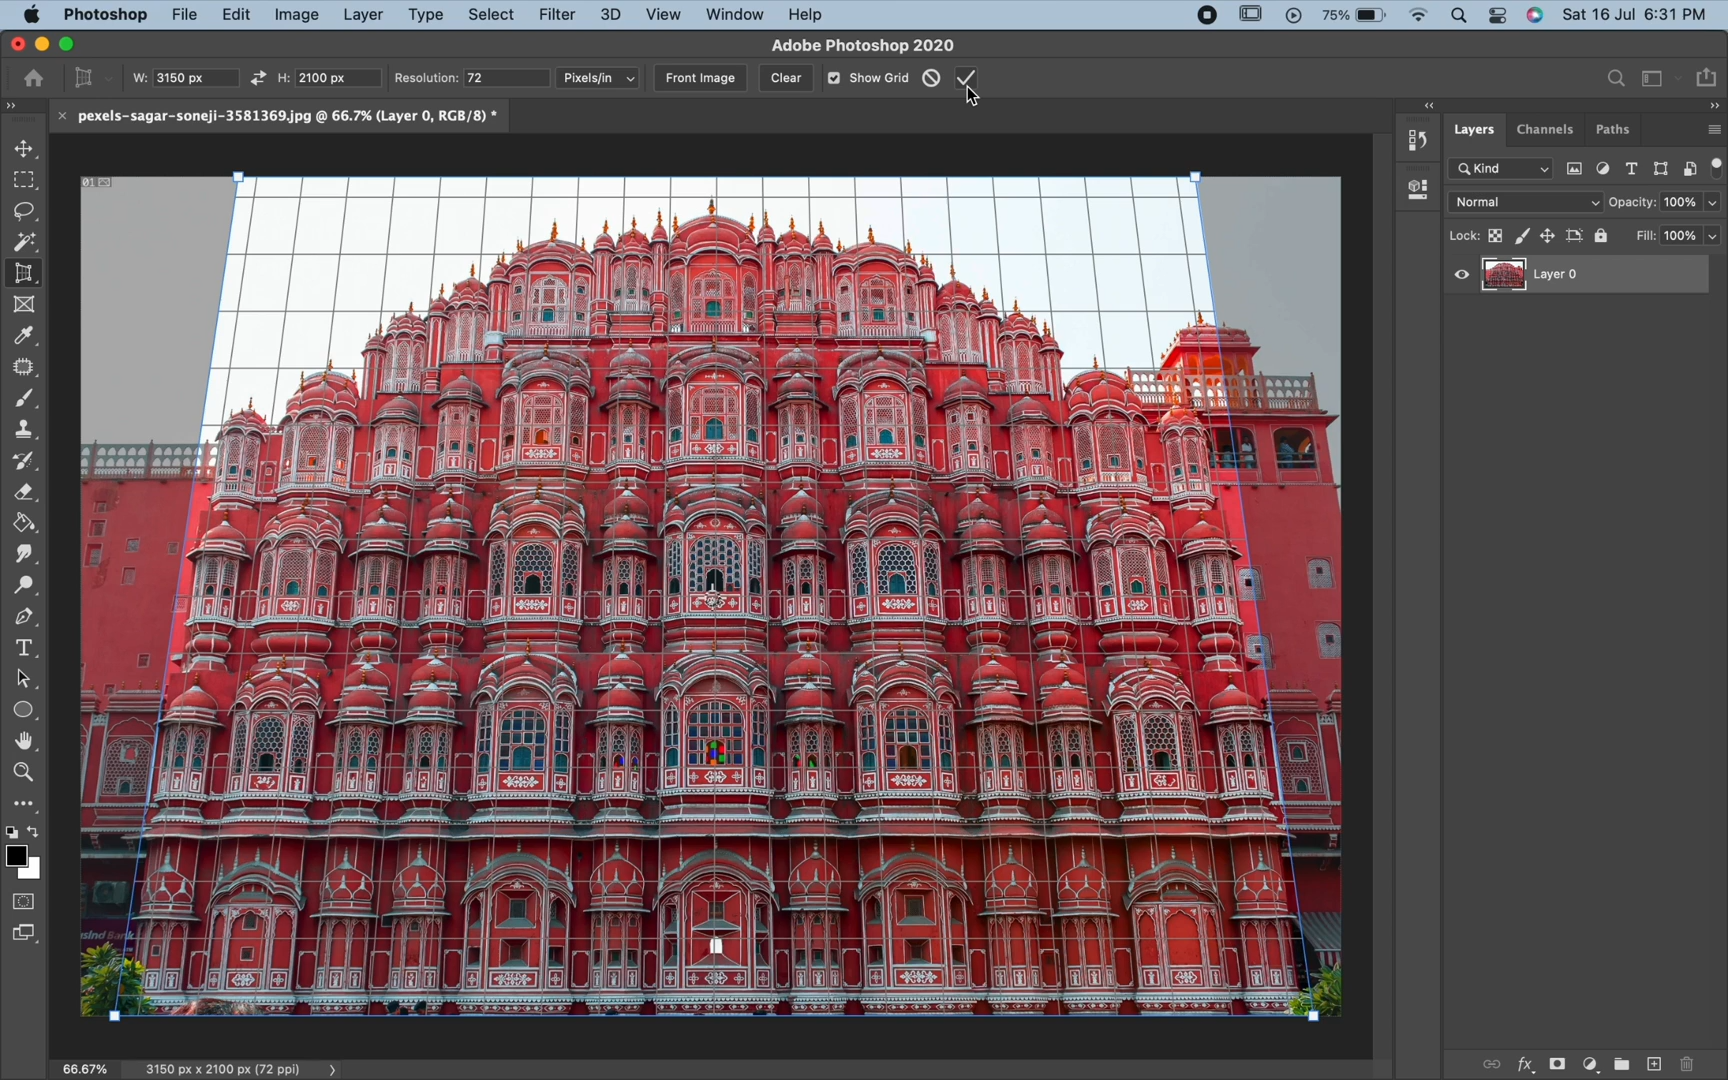 Photoshop File Edit Image Layer Type Select Filter 3D View Window Help 75% Sat 16 Jul 6:31 PM
Adobe Photoshop 2020
W: 3150 px H: 2100 px Resolution: 72 Pixels/in Front Image Clear Show Grid
× pexels-sagar-soneji-3581369.jpg @ 66.7% (Layer 0, RGB/8) *
Layers Channels Paths
Kind
01
Normal Opacity: 100%
Lock: Fill: 100%
Layer 0
sInd Bank
66.67% 3150 px x 2100 px (72 ppi)